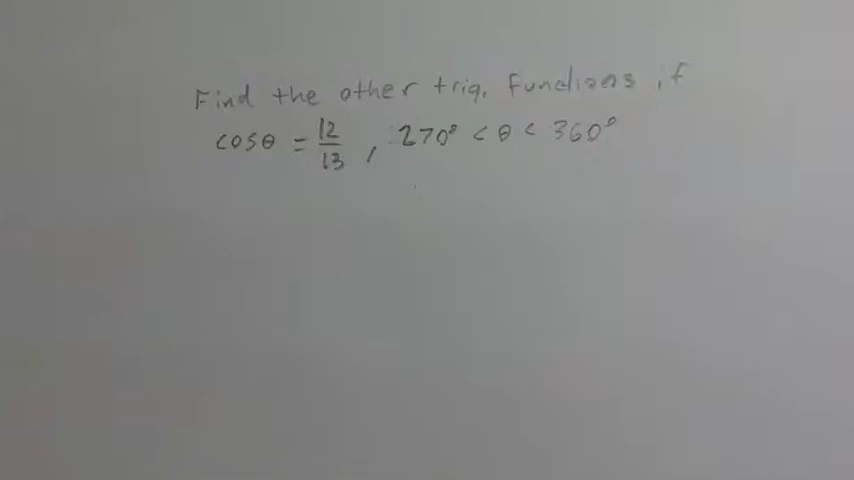 Find the other trig. functions if
cosθ = 12/13, 270° < θ < 360°